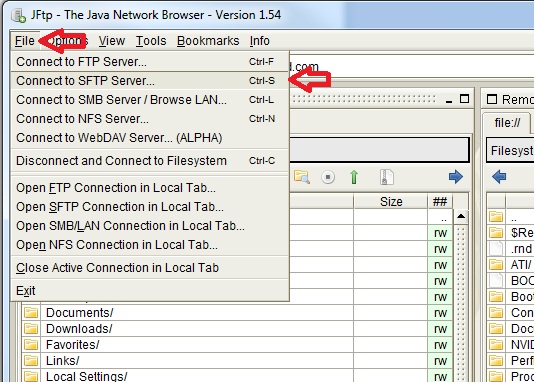 JFtp - The Java Network Browser - Version 1.54
File Options View Tools Bookmarks Info
d.com
Connect to FTP Server... Ctrl-F
Connect to SFTP Server... Ctrl-S
Connect to SMB Server / Browse LAN... Ctrl-L
Connect to NFS Server... Ctrl-N
Connect to WebDAV Server... (ALPHA)
Disconnect and Connect to Filesystem Ctrl-C
Open FTP Connection in Local Tab...
Open SFTP Connection in Local Tab...
Open SMB/LAN Connection in Local Tab...
Open NFS Connection in Local Tab...
Close Active Connection in Local Tab
Exit
Size ##
.. 
rw
rw
rw
rw
rw
Documents/ rw
Downloads/ rw
Favorites/ rw
Links/ rw
Local Settings/ rw
Remo
file://
Filesyst
..
$Re
.rnd
ATI/
BOO
Boot
Con
Doc
NVID
Perf
Prog